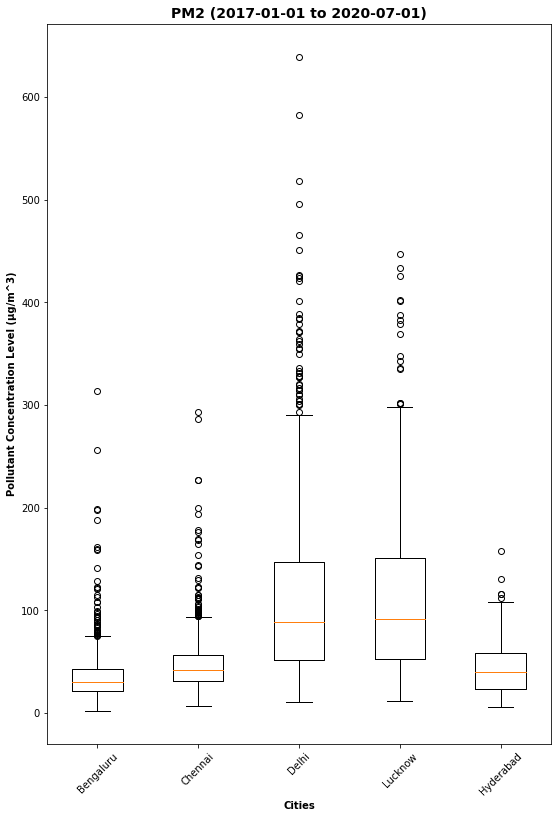 PM2 (2017-01-01 to 2020-07-01)
Pollutant Concentration Level (µg/m^3)
600
500
400
300
200
100
0
Bengaluru
Chennai
Delhi
Lucknow
Hyderabad
Cities